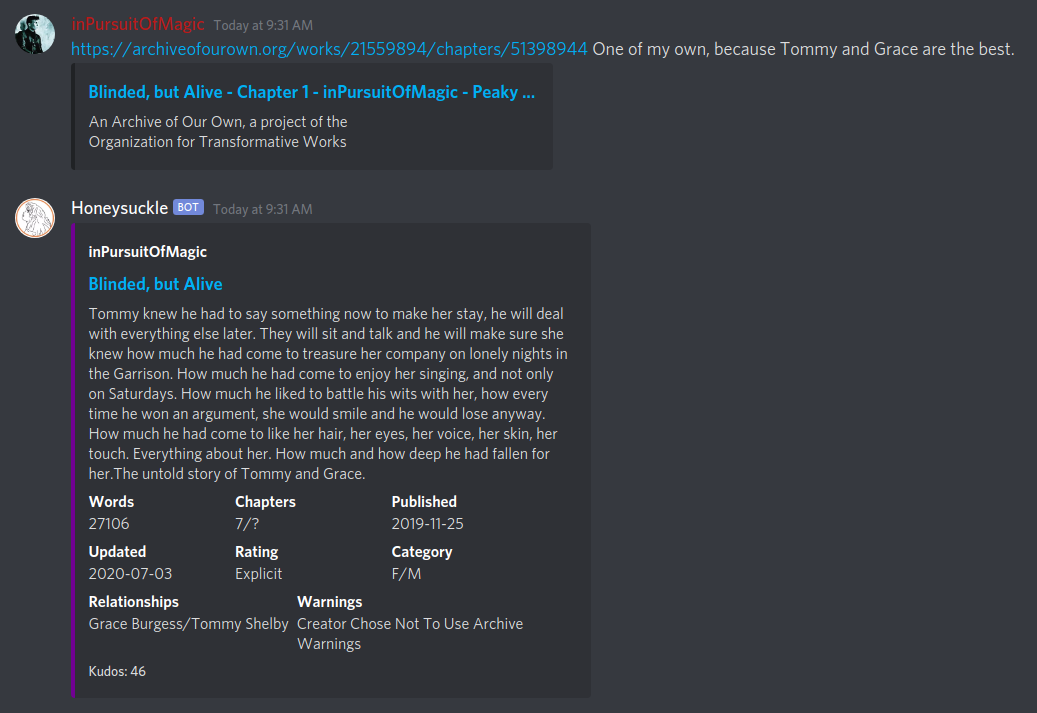 inPursuitOfMagic Today at 9:31 AM
https://archiveofourown.org/works/21559894/chapters/51398944 One of my own, because Tommy and Grace are the best.
Blinded, but Alive - Chapter 1 - inPursuitOfMagic - Peaky ...
An Archive of Our Own, a project of the
Organization for Transformative Works
Honeysuckle BOT Today at 9:31 AM
inPursuitOfMagic
Blinded, but Alive
Tommy knew he had to say something now to make her stay, he will deal
with everything else later. They will sit and talk and he will make sure she
knew how much he had come to treasure her company on lonely nights in
the Garrison. How much he had come to enjoy her singing, and not only
on Saturdays. How much he liked to battle his wits with her, how every
time he won an argument, she would smile and he would lose anyway.
How much he had come to like her hair, her eyes, her voice, her skin, her
touch. Everything about her. How much and how deep he had fallen for
her.The untold story of Tommy and Grace.
Words Chapters Published
27106 7/? 2019-11-25
Updated Rating Category
2020-07-03 Explicit F/M
Relationships Warnings
Grace Burgess/Tommy Shelby Creator Chose Not To Use Archive
Warnings
Kudos: 46